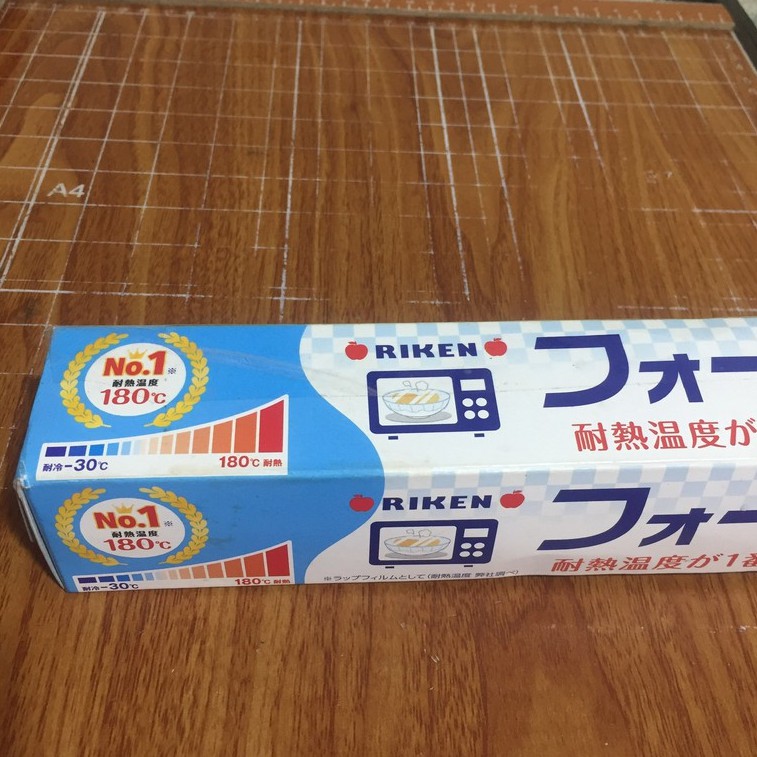 A4
No.1※
耐熱温度
180℃
耐冷-30℃
180℃耐熱
RIKEN
フォー
耐熱温度が
No.1※
耐熱温度
180℃
耐冷-30℃
180℃耐熱
RIKEN
フォー
耐熱温度が1番
※ラップフィルムとして(耐熱温度 弊社調べ)